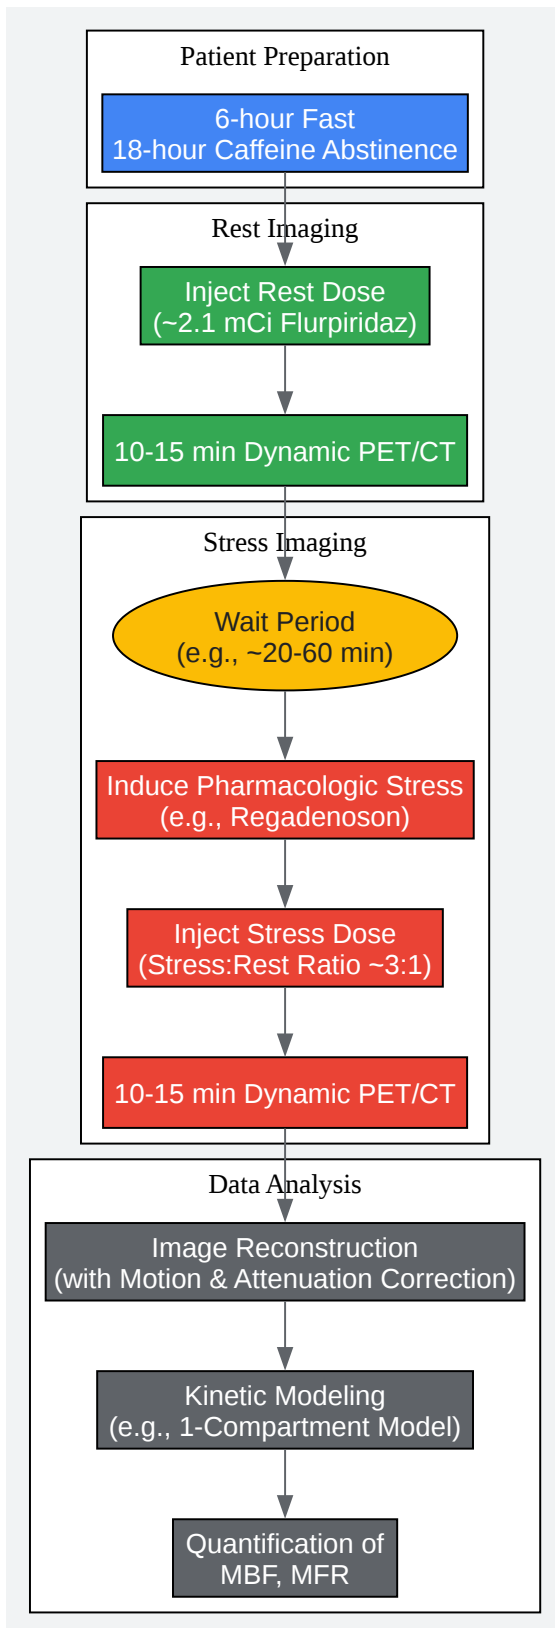 Patient Preparation
6-hour Fast
18-hour Caffeine Abstinence
Rest Imaging
Inject Rest Dose
(~2.1 mCi Flurpiridaz)
10-15 min Dynamic PET/CT
Stress Imaging
Wait Period
(e.g., ~20-60 min)
Induce Pharmacologic Stress
(e.g., Regadenoson)
Inject Stress Dose
(Stress:Rest Ratio ~3:1)
10-15 min Dynamic PET/CT
Data Analysis
Image Reconstruction
(with Motion & Attenuation Correction)
Kinetic Modeling
(e.g., 1-Compartment Model)
Quantification of
MBF, MFR